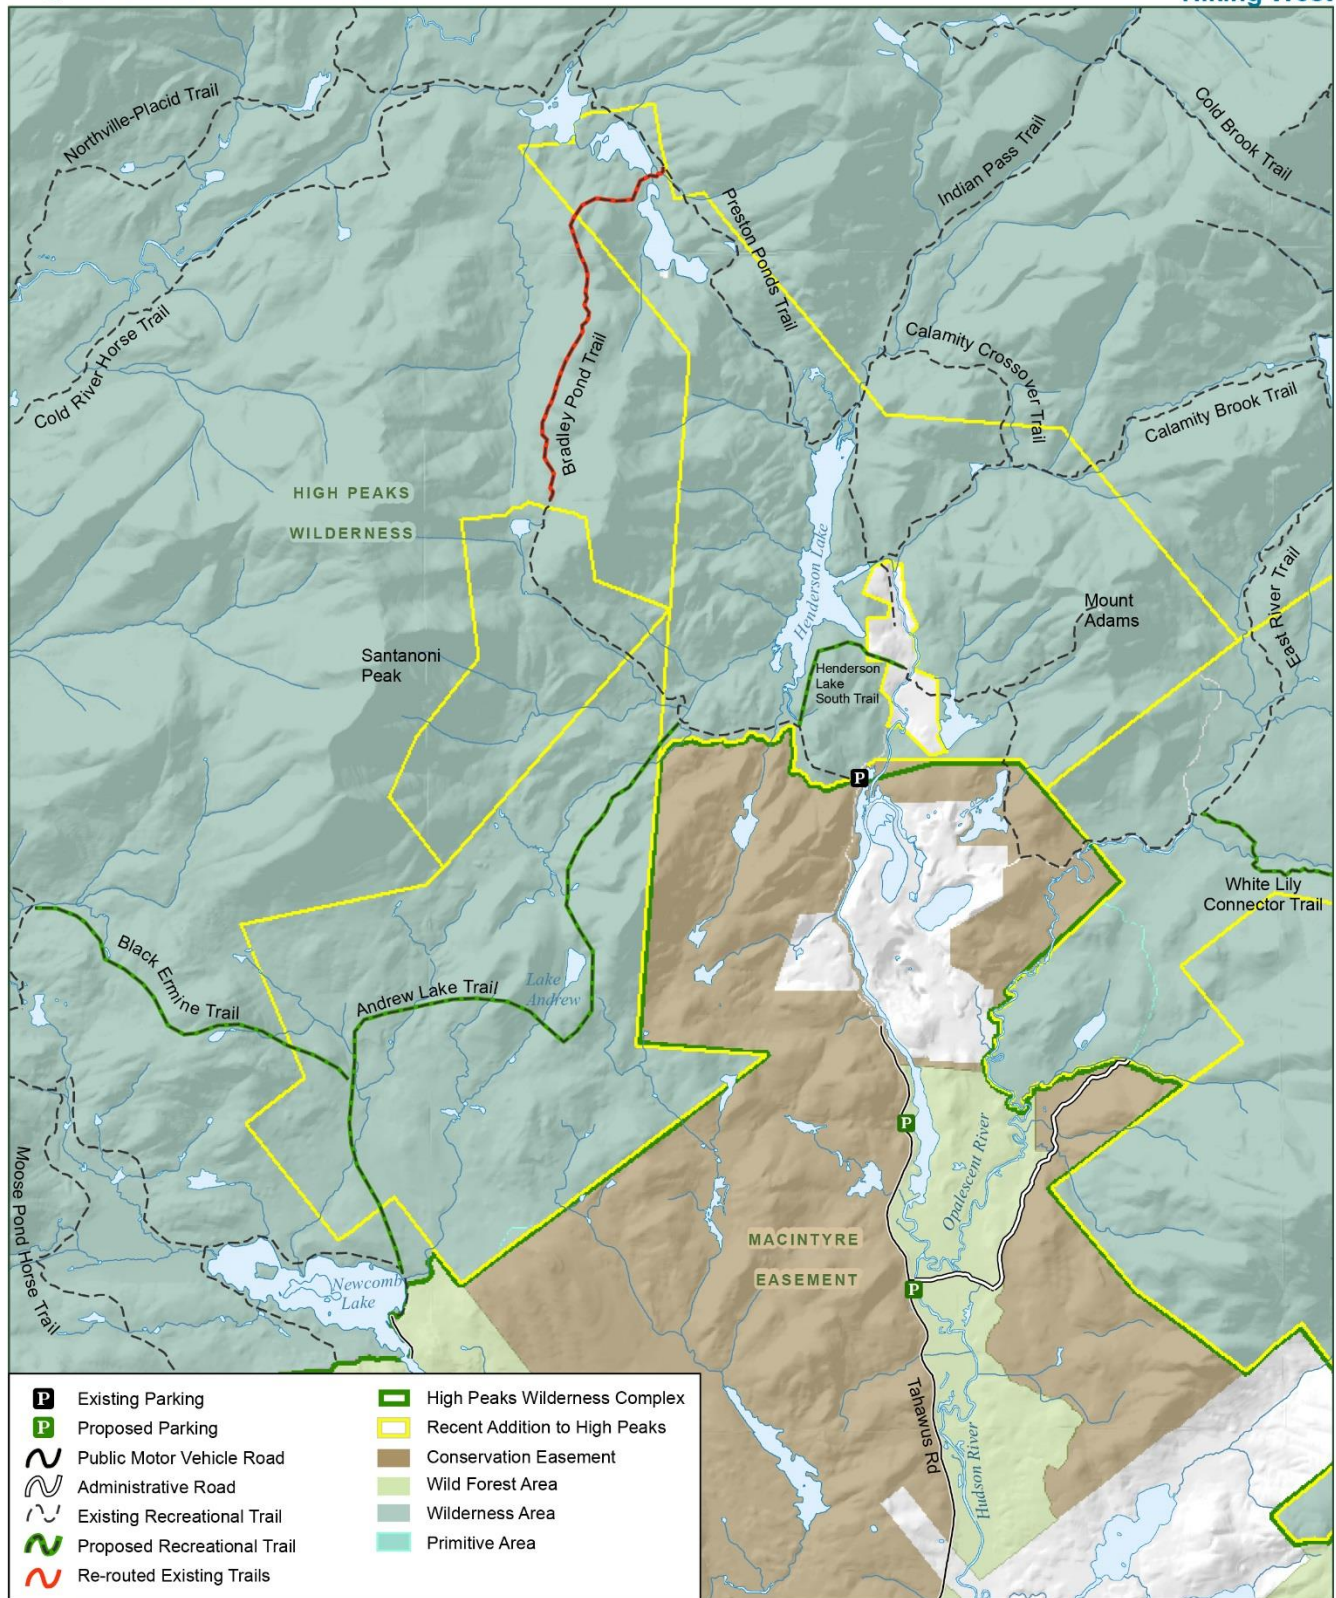 Northville-Placid Trail
Cold Brook Trail
Indian Pass Trail
Preston Ponds Trail
Cold River Horse Trail
Bradley Pond Trail
Calamity Crossover Trail
Calamity Brook Trail
HIGH PEAKS
WILDERNESS
Henderson Lake
East River Trail
Mount
Adams
Santanoni
Peak
Henderson
Lake
South Trail
P
White Lily
Connector Trail
Black Ermine Trail
Andrew Lake Trail
Lake
Andrew
P
Opalescent River
Moose Pond Horse Trail
MACINTYRE
EASEMENT
Newcomb
Lake
P
Tahawus Rd
Hudson River
P Existing Parking
P Proposed Parking
Public Motor Vehicle Road
Administrative Road
Existing Recreational Trail
Proposed Recreational Trail
Re-routed Existing Trails
High Peaks Wilderness Complex
Recent Addition to High Peaks
Conservation Easement
Wild Forest Area
Wilderness Area
Primitive Area